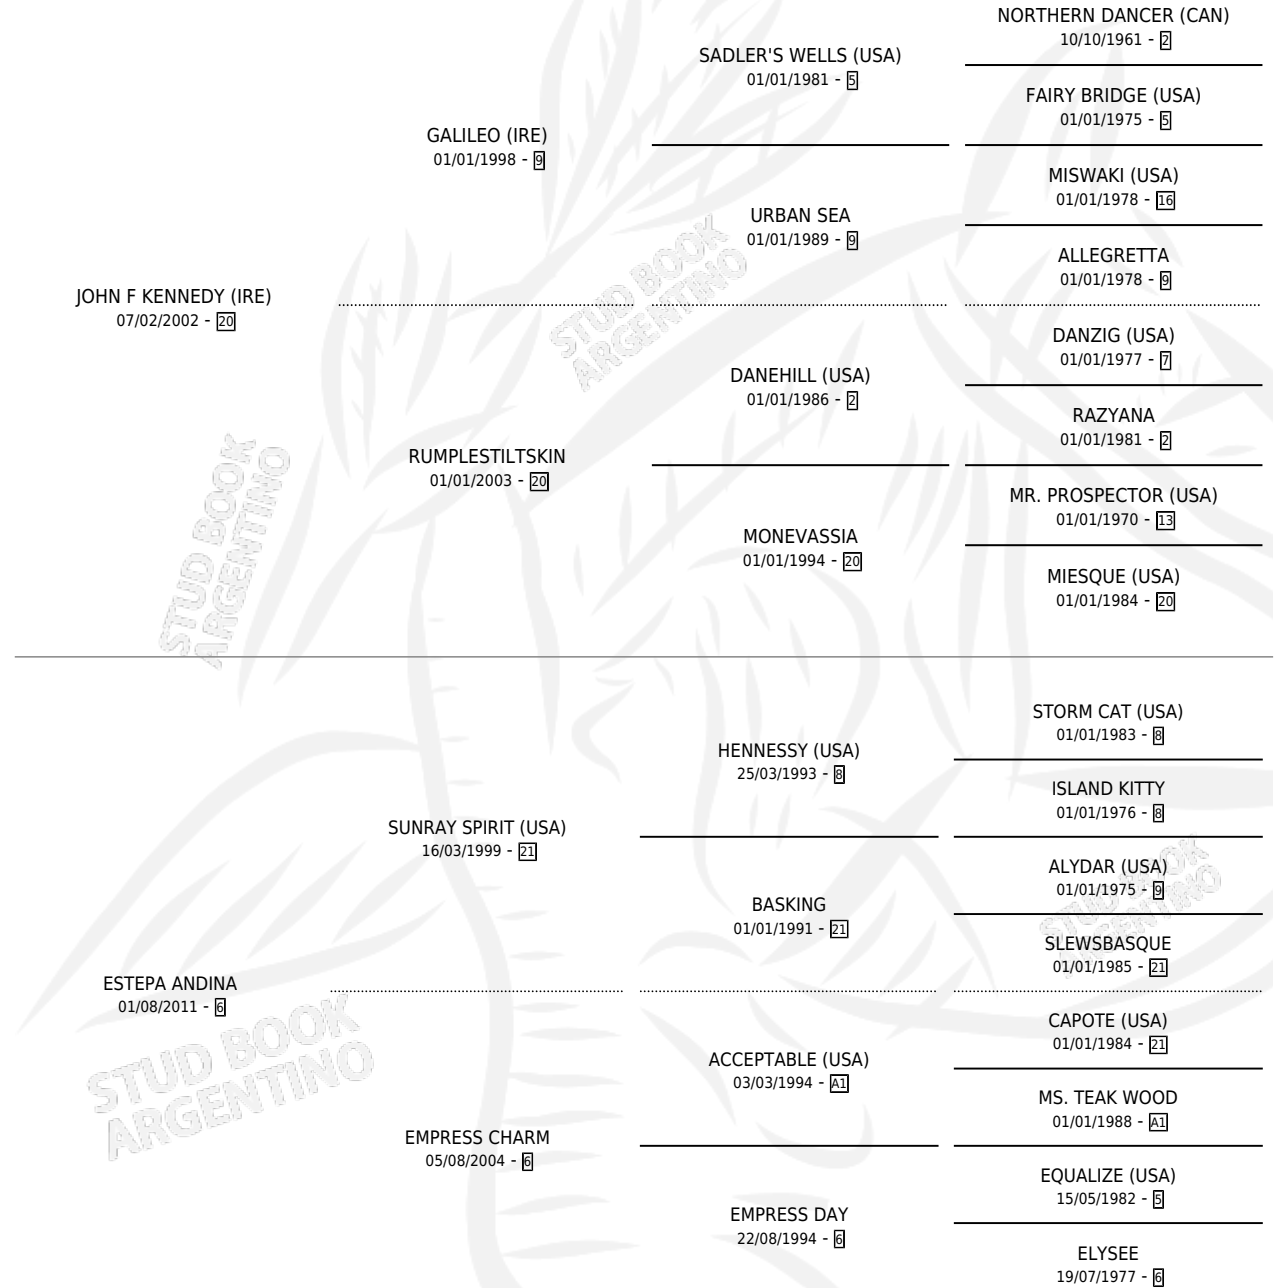 NORTHERN DANCER (CAN)
10/10/1961 - 2
SADLER'S WELLS (USA)
01/01/1981 - 5
FAIRY BRIDGE (USA)
01/01/1975 - 5
GALILEO (IRE)
01/01/1998 - 9
MISWAKI (USA)
01/01/1978 - 16
URBAN SEA
01/01/1989 - 9
ALLEGRETTA
01/01/1978 - 9
JOHN F KENNEDY (IRE)
07/02/2002 - 20
DANZIG (USA)
01/01/1977 - 7
DANEHILL (USA)
01/01/1986 - 2
RAZYANA
01/01/1981 - 2
RUMPLESTILTSKIN
01/01/2003 - 20
MR. PROSPECTOR (USA)
01/01/1970 - 13
MONEVASSIA
01/01/1994 - 20
MIESQUE (USA)
01/01/1984 - 20
STORM CAT (USA)
01/01/1983 - 8
HENNESSY (USA)
25/03/1993 - 8
ISLAND KITTY
01/01/1976 - 8
SUNRAY SPIRIT (USA)
16/03/1999 - 21
ALYDAR (USA)
01/01/1975 - 9
BASKING
01/01/1991 - 21
SLEWSBASQUE
01/01/1985 - 21
ESTEPA ANDINA
01/08/2011 - 6
CAPOTE (USA)
01/01/1984 - 21
ACCEPTABLE (USA)
03/03/1994 - A1
MS. TEAK WOOD
01/01/1988 - A1
EMPRESS CHARM
05/08/2004 - 6
EQUALIZE (USA)
15/05/1982 - 5
EMPRESS DAY
22/08/1994 - 6
ELYSEE
19/07/1977 - 6
STUD BOOK
ARGENTINO
STUD BOOK
ARGENTINO
STUD BOOK
ARGENTINO
STUD BOOK
ARGENTINO